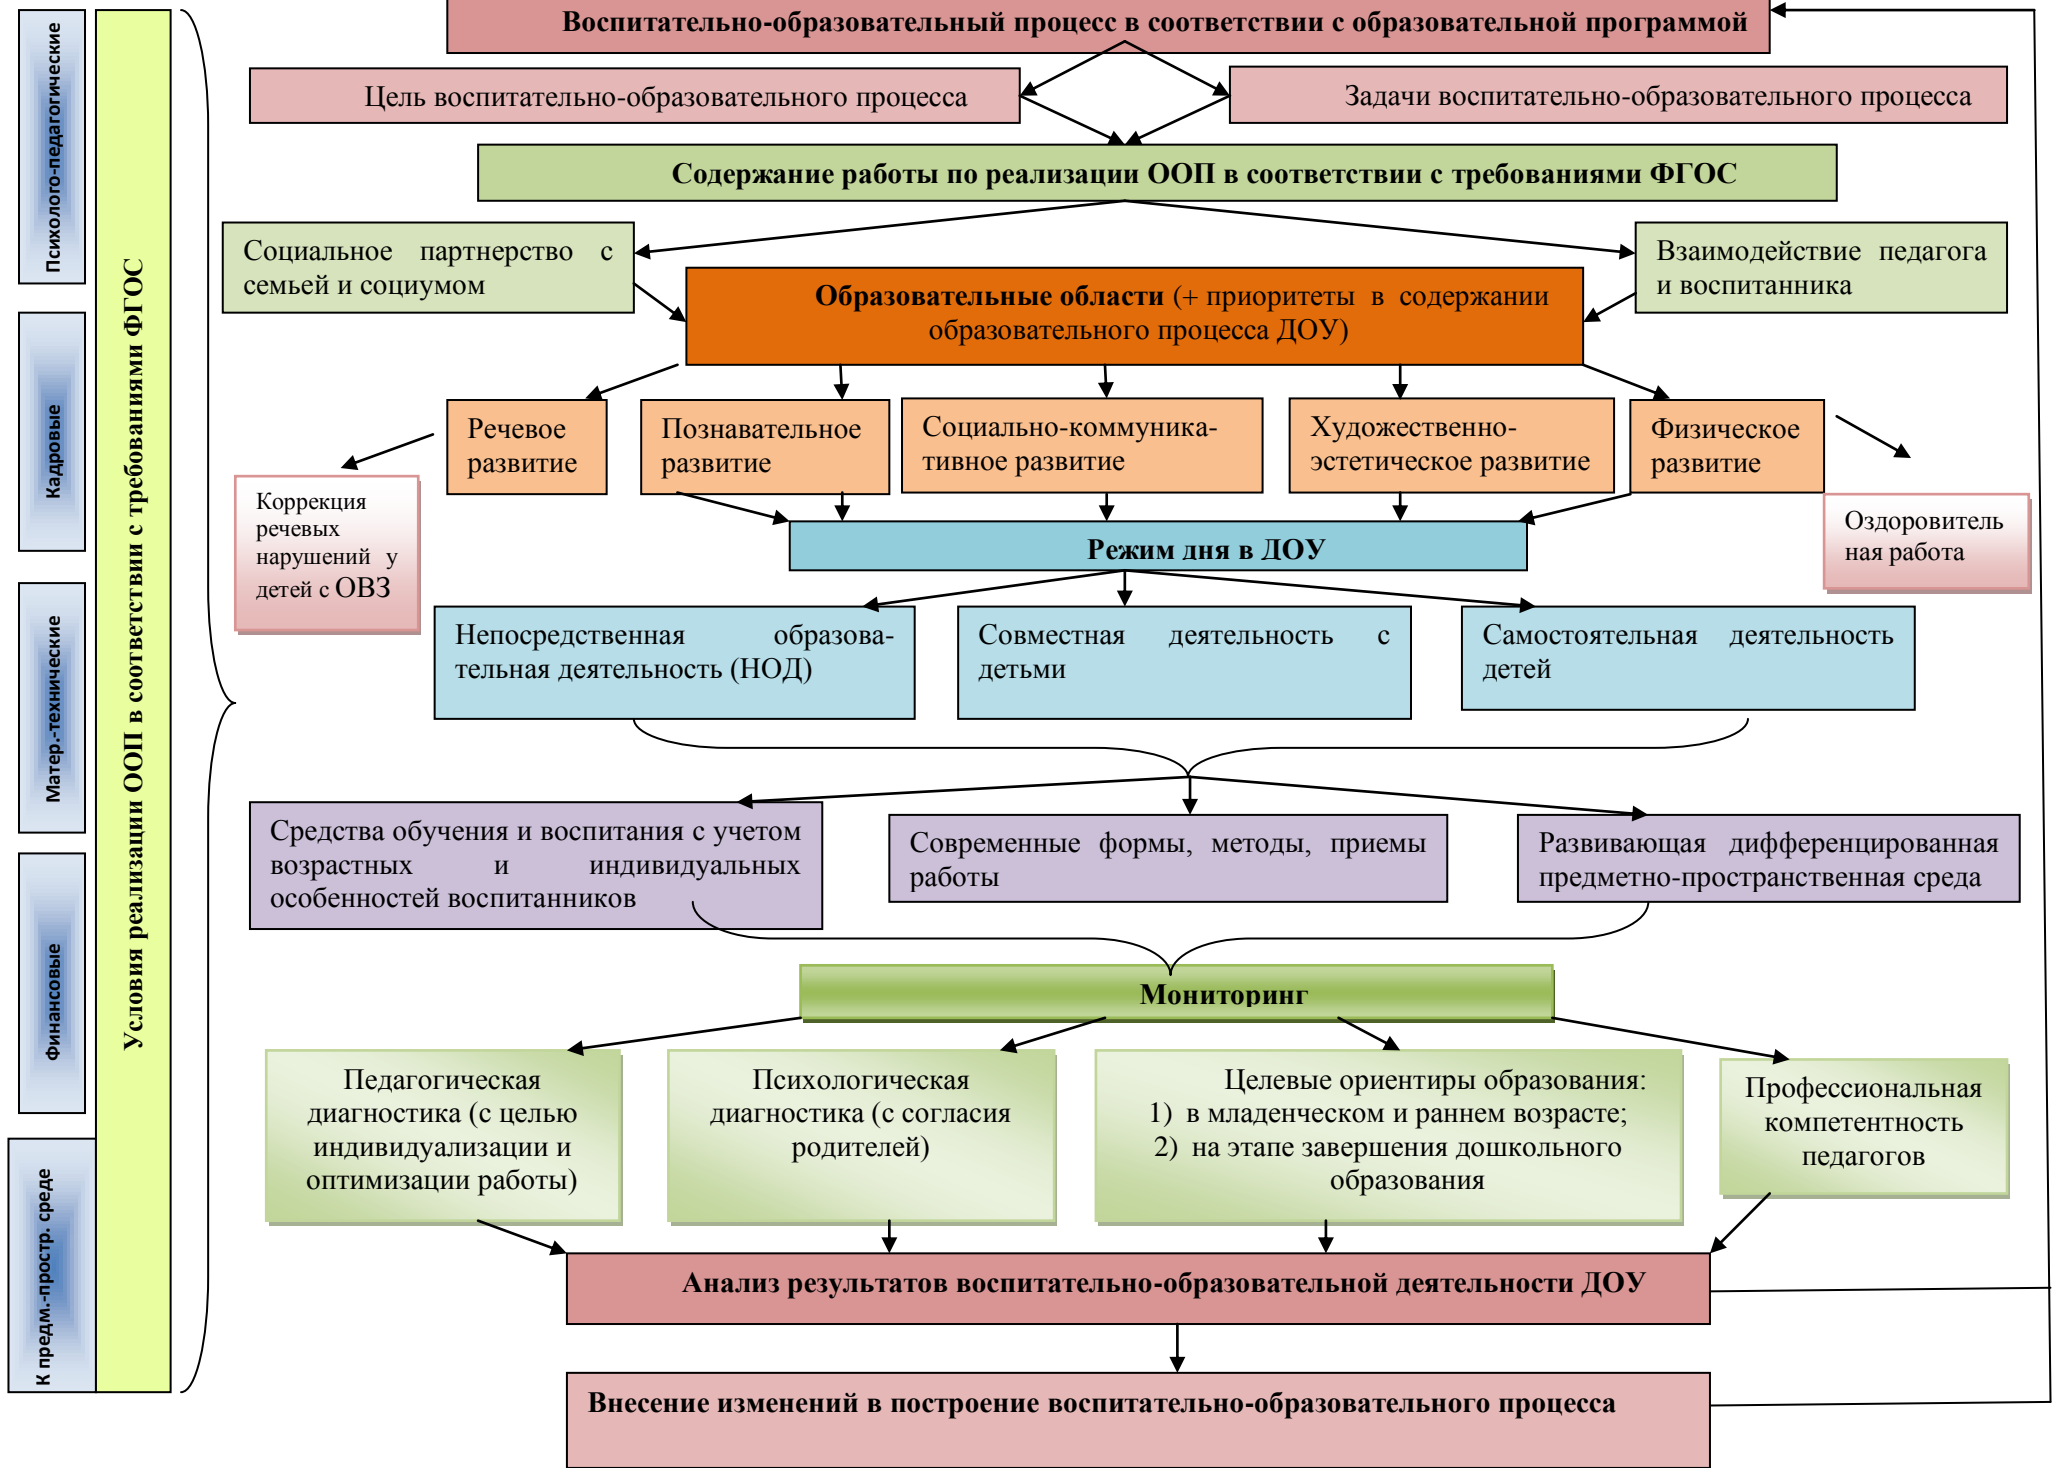 Психолого-педагогические
Кадровые
Матер.-технические
Финансовые
К предм.-простр. среде
Условия реализации ООП в соответствии с требованиями ФГОС
Воспитательно-образовательный процесс в соответствии с образовательной программой
Цель воспитательно-образовательного процесса
Задачи воспитательно-образовательного процесса
Содержание работы по реализации ООП в соответствии с требованиями ФГОС
Социальное партнерство с
семьей и социумом
Взаимодействие педагога
и воспитанника
Образовательные области (+ приоритеты в содержании
образовательного процесса ДОУ)
Речевое
развитие
Познавательное
развитие
Социально-коммуника-
тивное развитие
Художественно-
эстетическое развитие
Физическое
развитие
Коррекция
речевых
нарушений у
детей с ОВЗ
Оздоровитель
ная работа
Режим дня в ДОУ
Непосредственная образова-
тельная деятельность (НОД)
Совместная деятельность с
детьми
Самостоятельная деятельность
детей
Средства обучения и воспитания с учетом
возрастных и индивидуальных
особенностей воспитанников
Современные формы, методы, приемы
работы
Развивающая дифференцированная
предметно-пространственная среда
Мониторинг
Педагогическая
диагностика (с целью
индивидуализации и
оптимизации работы)
Психологическая
диагностика (с согласия
родителей)
Целевые ориентиры образования:
1) в младенческом и раннем возрасте;
2) на этапе завершения дошкольного
образования
Профессиональная
компетентность
педагогов
Анализ результатов воспитательно-образовательной деятельности ДОУ
Внесение изменений в построение воспитательно-образовательного процесса